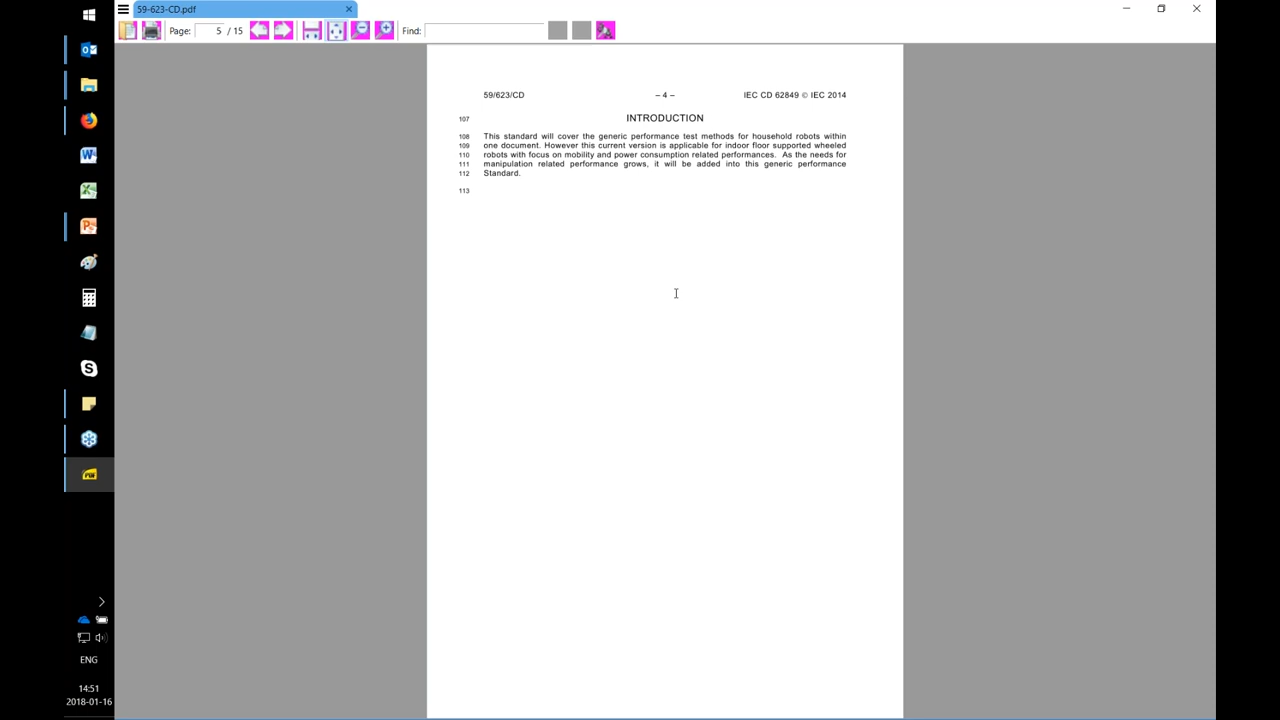 59-623-CD.pdf
Page: 5 / 15
Find:
59/623/CD – 4 – IEC CD 62849 © IEC 2014
107 INTRODUCTION
108 This standard will cover the generic performance test methods for household robots within
109 one document. However this current version is applicable for indoor floor supported wheeled
110 robots with focus on mobility and power consumption related performances. As the needs for
111 manipulation related performance grows, it will be added into this generic performance
112 Standard.
113
ENG
14:51
2018-01-16